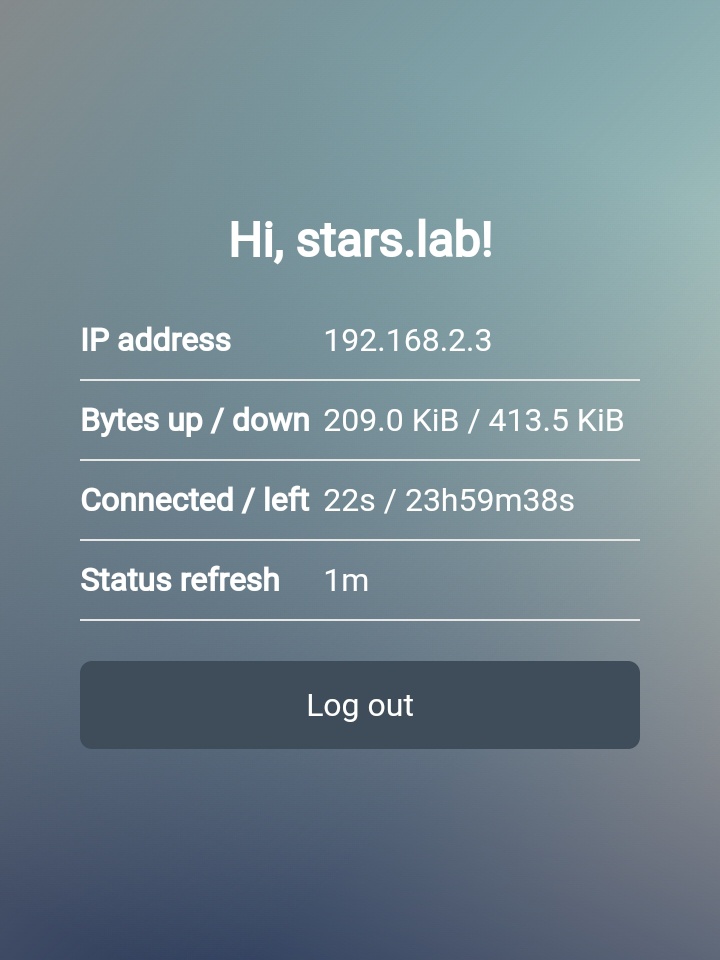 Hi, stars.lab!
IP address 192.168.2.3
Bytes up / down 209.0 KiB / 413.5 KiB
Connected / left 22s / 23h59m38s
Status refresh 1m
Log out